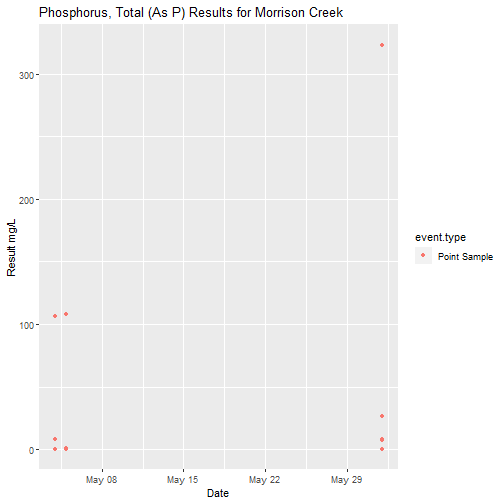 Phosphorus, Total (As P) Results for Morrison Creek
300
200
100
0
Result mg/L
May 08
May 15
May 22
May 29
Date
event.type
Point Sample